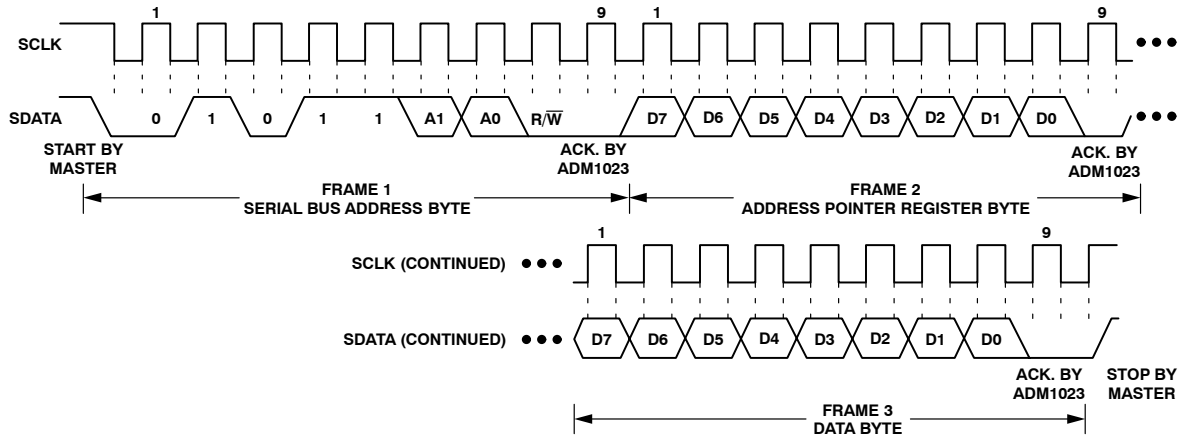 1 9 1 9
SCLK
SDATA 0 1 0 1 1 A1 A0 R/W̅ D7 D6 D5 D4 D3 D2 D1 D0
START BY
MASTER
ACK. BY
ADM1023
ACK. BY
ADM1023
FRAME 1
SERIAL BUS ADDRESS BYTE
FRAME 2
ADDRESS POINTER REGISTER BYTE
1 9
SCLK (CONTINUED)
SDATA (CONTINUED) D7 D6 D5 D4 D3 D2 D1 D0
ACK. BY
ADM1023
STOP BY
MASTER
FRAME 3
DATA BYTE